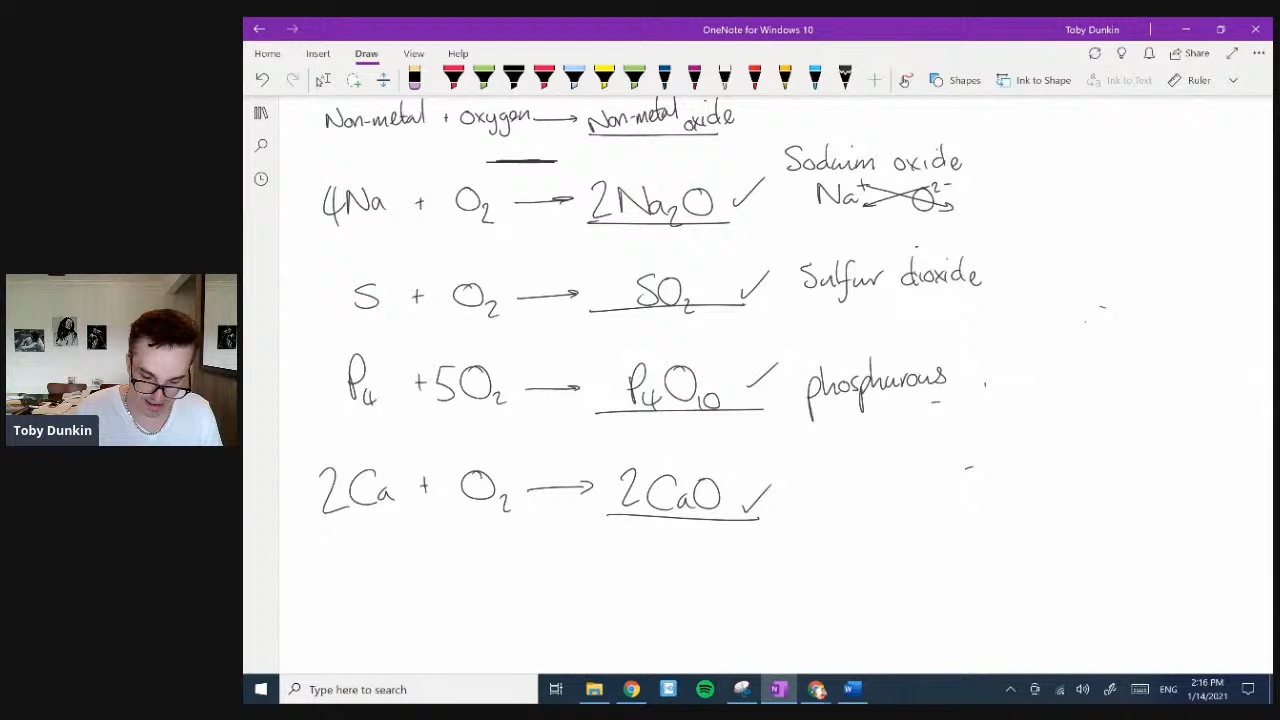 OneNote for Windows 10
Toby Dunkin
Home Insert Draw View Help
Share
Shapes Ink to Shape Ink to Text Ruler
Non-metal + oxygen → Non-metal oxide
4Na + O₂ → 2Na₂O ✓
Sodium oxide
Na⁺ O²⁻
S + O₂ → SO₂ ✓ Sulfur dioxide
P₄ + 5O₂ → P₄O₁₀ ✓ phosphurous
2Ca + O₂ → 2CaO ✓
Toby Dunkin
Type here to search
ENG
2:16 PM
1/14/2021